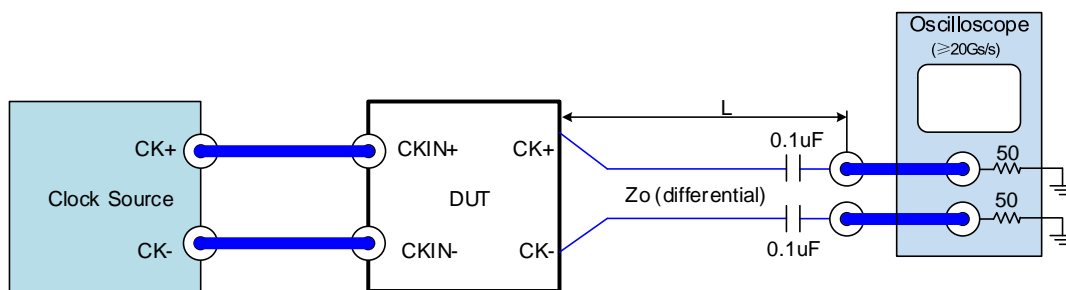 Oscilloscope
(≥20Gs/s)
L
0.1uF
CK+
CKIN+
CK+
50
Clock Source
DUT
Zo (differential)
50
CK-
CKIN-
CK-
0.1uF